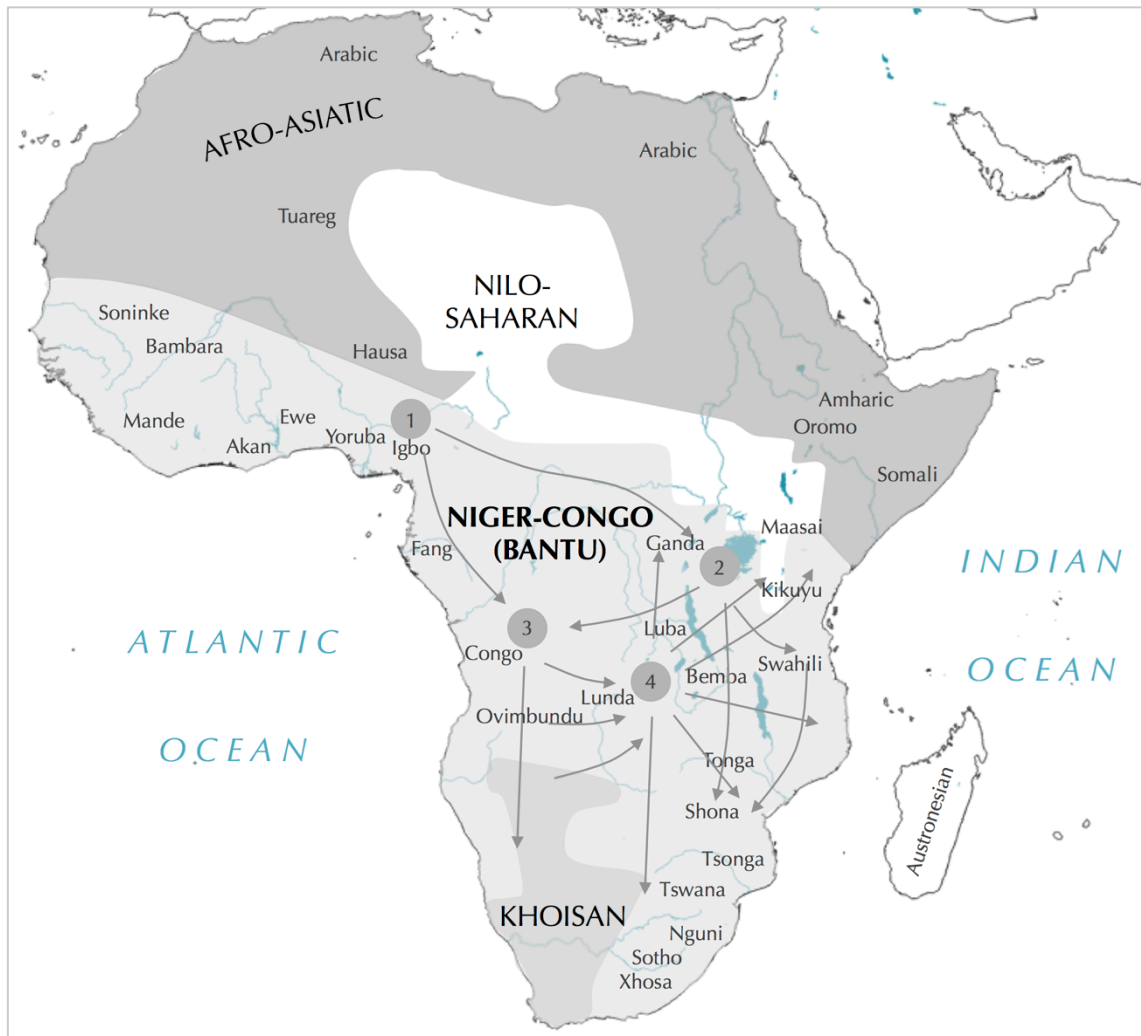 Arabic
AFRO-ASIATIC
Arabic
Tuareg
NILO-
SAHARAN
Soninke
Bambara
Hausa
Amharic
Mande
Ewe
1
Oromo
Akan
Yoruba
Igbo
Somali
NIGER-CONGO
(BANTU)
Maasai
Fang
Ganda
2
INDIAN
Kikuyu
ATLANTIC
3
Luba
Congo
Swahili
OCEAN
Lunda
4
Bemba
Ovimbundu
OCEAN
Tonga
Shona
Austronesian
Tsonga
Tswana
KHOISAN
Nguni
Sotho
Xhosa